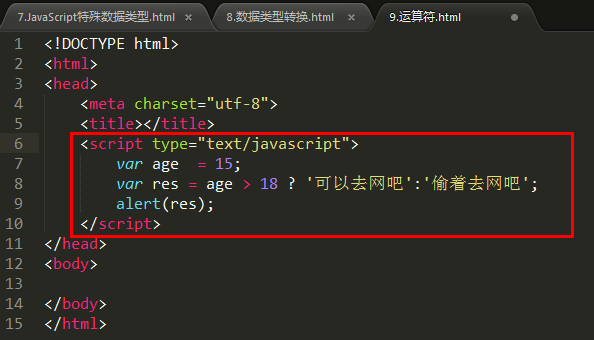 7.JavaScript特殊数据类型.html × 8.数据类型转换.html × 9.运算符.html
1 <!DOCTYPE html>
2 <html>
3 <head>
4 <meta charset="utf-8">
5 <title></title>
6 <script type="text/javascript">
7 var age  = 15;
8 var res = age > 18 ? '可以去网吧':'偷着去网吧';
9 alert(res);
10 </script>
11 </head>
12 <body>
13
14 </body>
15 </html>